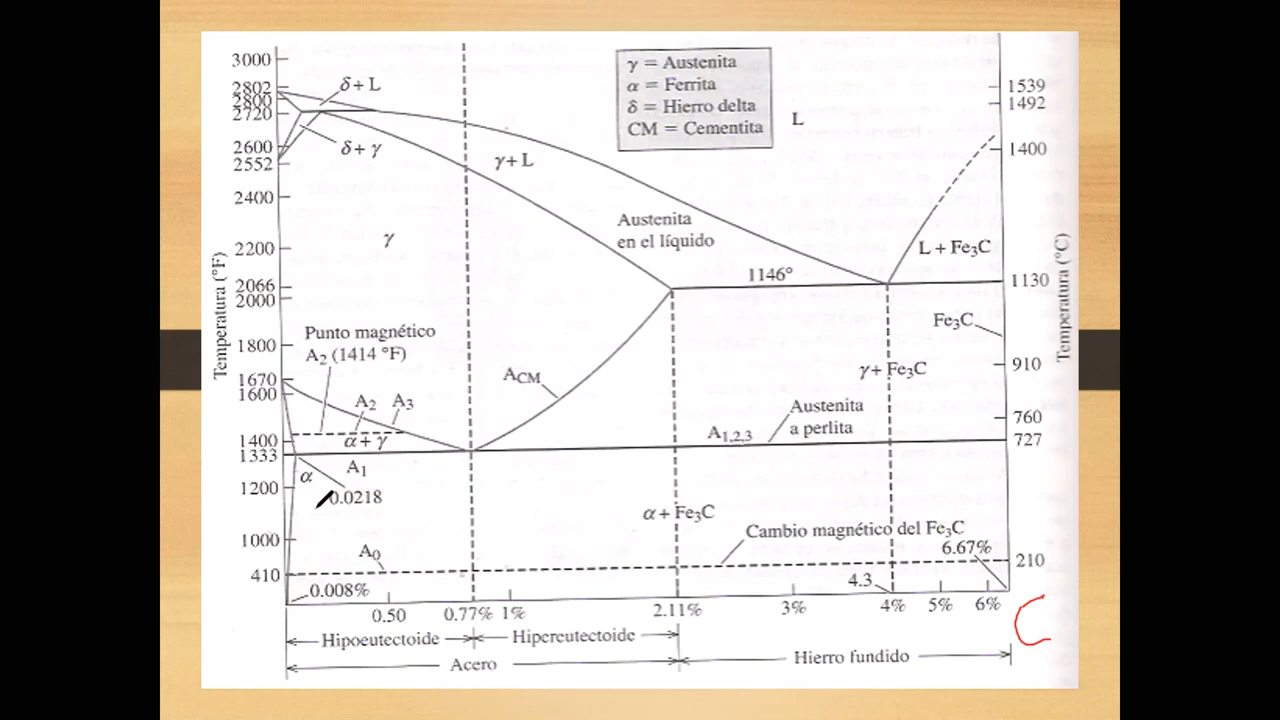 γ = Austenita
α = Ferrita
δ = Hierro delta
CM = Cementita
Temperatura (°F)
3000
2802
2800
2720
2600
2552
2400
2200
2066
2000
1800
1670
1600
1400
1333
1200
1000
410
δ + L
δ + γ
γ + L
L
γ
Austenita
en el líquido
L + Fe₃C
1146°
Fe₃C
Punto magnético
A₂ (1414 °F)
A_CM
γ + Fe₃C
A₂
A₃
α + γ
Austenita
a perlita
A₁,₂,₃
α
A₁
0.0218
α + Fe₃C
Cambio magnético del Fe₃C
6.67%
A₀
0.008%
4.3
Temperatura (°C)
1539
1492
1400
1130
910
760
727
210
0.50
0.77%
1%
2.11%
3%
4%
5%
6%
C
Hipoeutectoide
Hipereutectoide
Acero
Hierro fundido